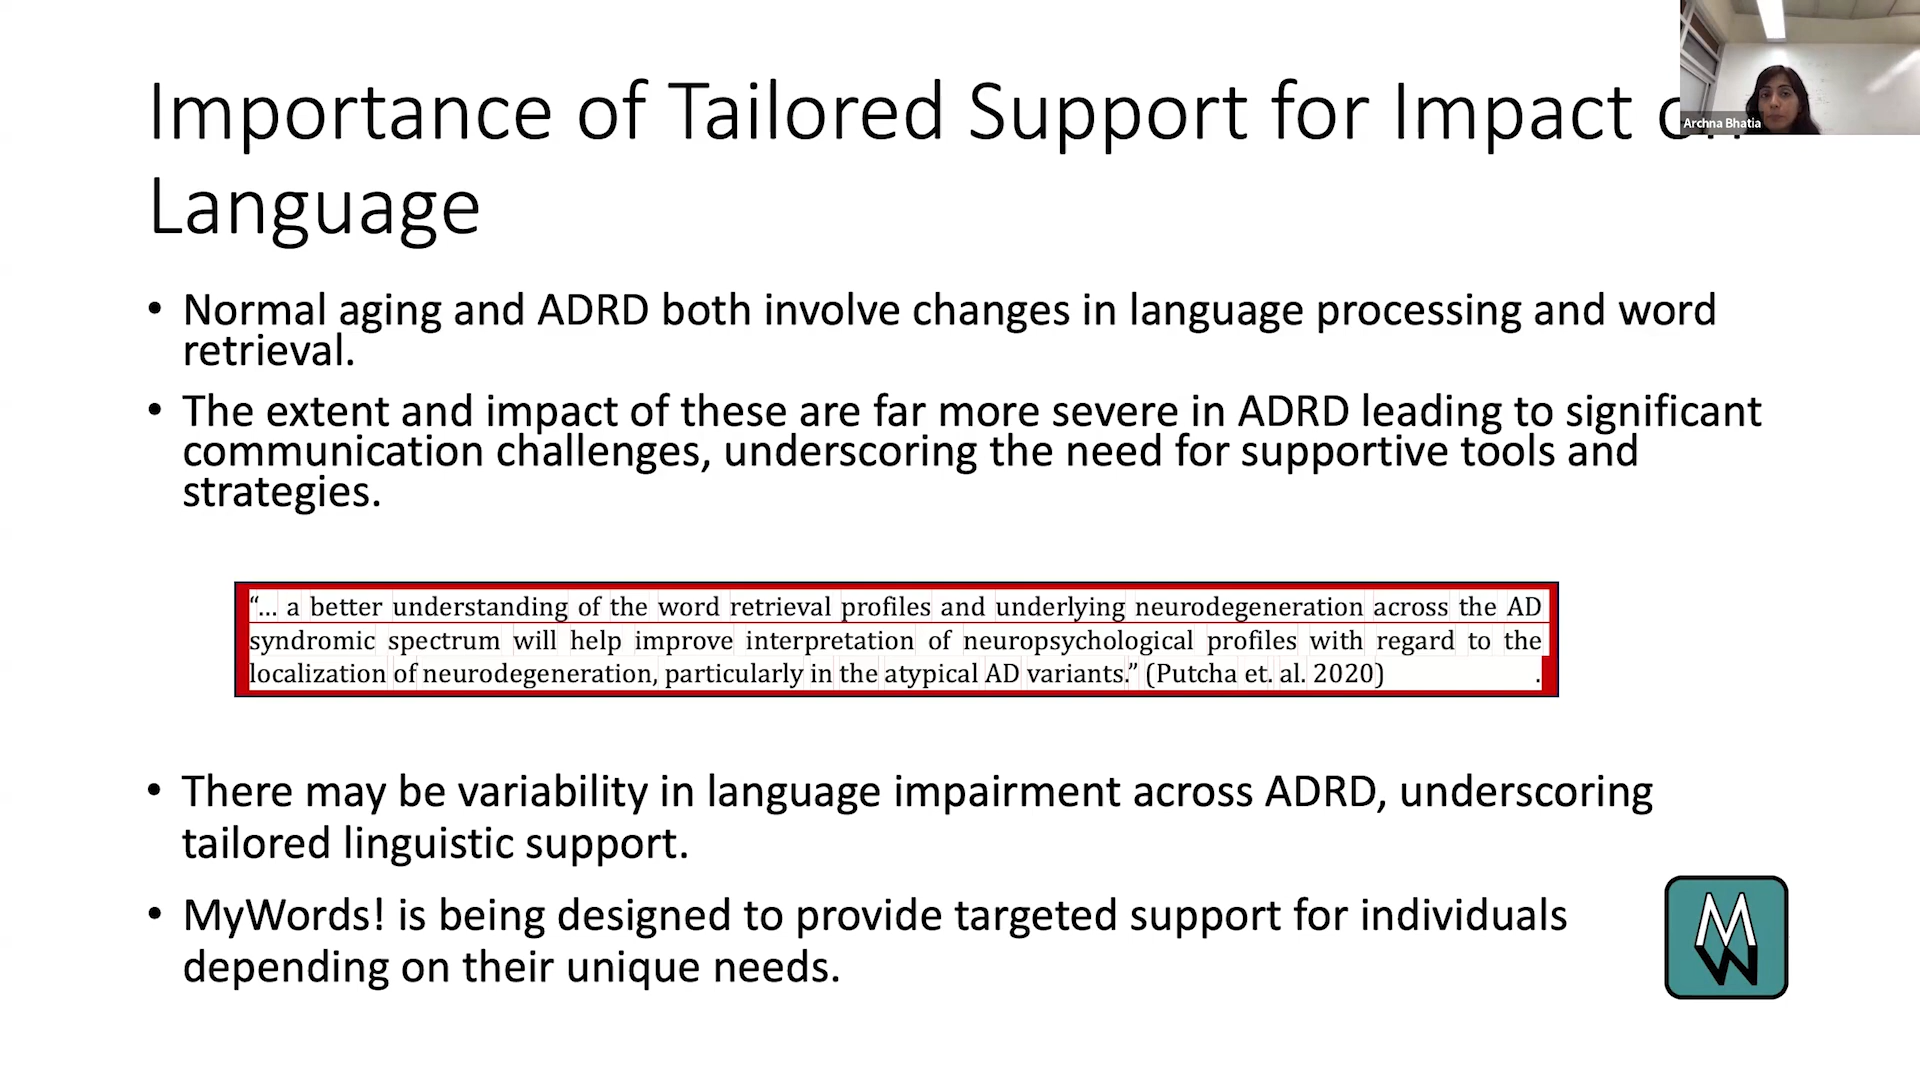 Importance of Tailored Support for Impact on
Language
Archna Bhatia
• Normal aging and ADRD both involve changes in language processing and word
retrieval.
• The extent and impact of these are far more severe in ADRD leading to significant
communication challenges, underscoring the need for supportive tools and
strategies.
“... a better understanding of the word retrieval profiles and underlying neurodegeneration across the AD
syndromic spectrum will help improve interpretation of neuropsychological profiles with regard to the
localization of neurodegeneration, particularly in the atypical AD variants.” (Putcha et. al. 2020) .
• There may be variability in language impairment across ADRD, underscoring
tailored linguistic support.
• MyWords! is being designed to provide targeted support for individuals
depending on their unique needs.
MW